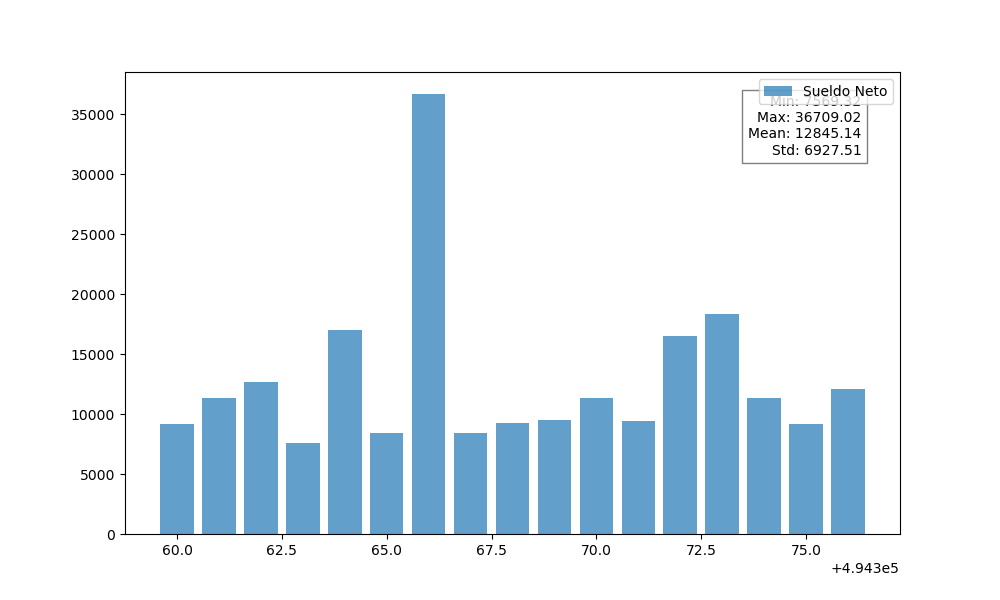 Sueldo Neto
Min: 7569.32
Max: 36709.02
Mean: 12845.14
Std: 6927.51
35000
30000
25000
20000
15000
10000
5000
0
60.0 62.5 65.0 67.5 70.0 72.5 75.0
+4.943e5